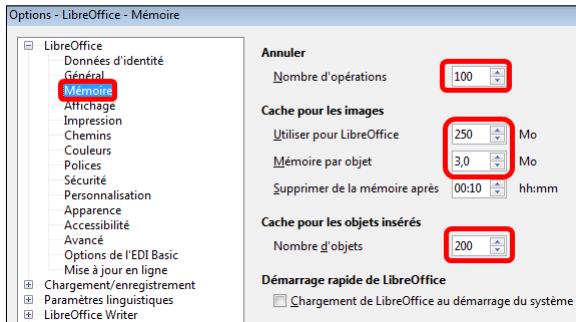 Options - LibreOffice - Mémoire
LibreOffice
Données d'identité
Général
Mémoire
Affichage
Impression
Chemins
Couleurs
Polices
Sécurité
Personnalisation
Apparence
Accessibilité
Avancé
Options de l'EDI Basic
Mise à jour en ligne
Chargement/enregistrement
Paramètres linguistiques
LibreOffice Writer
Annuler
Nombre d'opérations 100
Cache pour les images
Utiliser pour LibreOffice 250 Mo
Mémoire par objet 3,0 Mo
Supprimer de la mémoire après 00:10 hh:mm
Cache pour les objets insérés
Nombre d'objets 200
Démarrage rapide de LibreOffice
Chargement de LibreOffice au démarrage du système